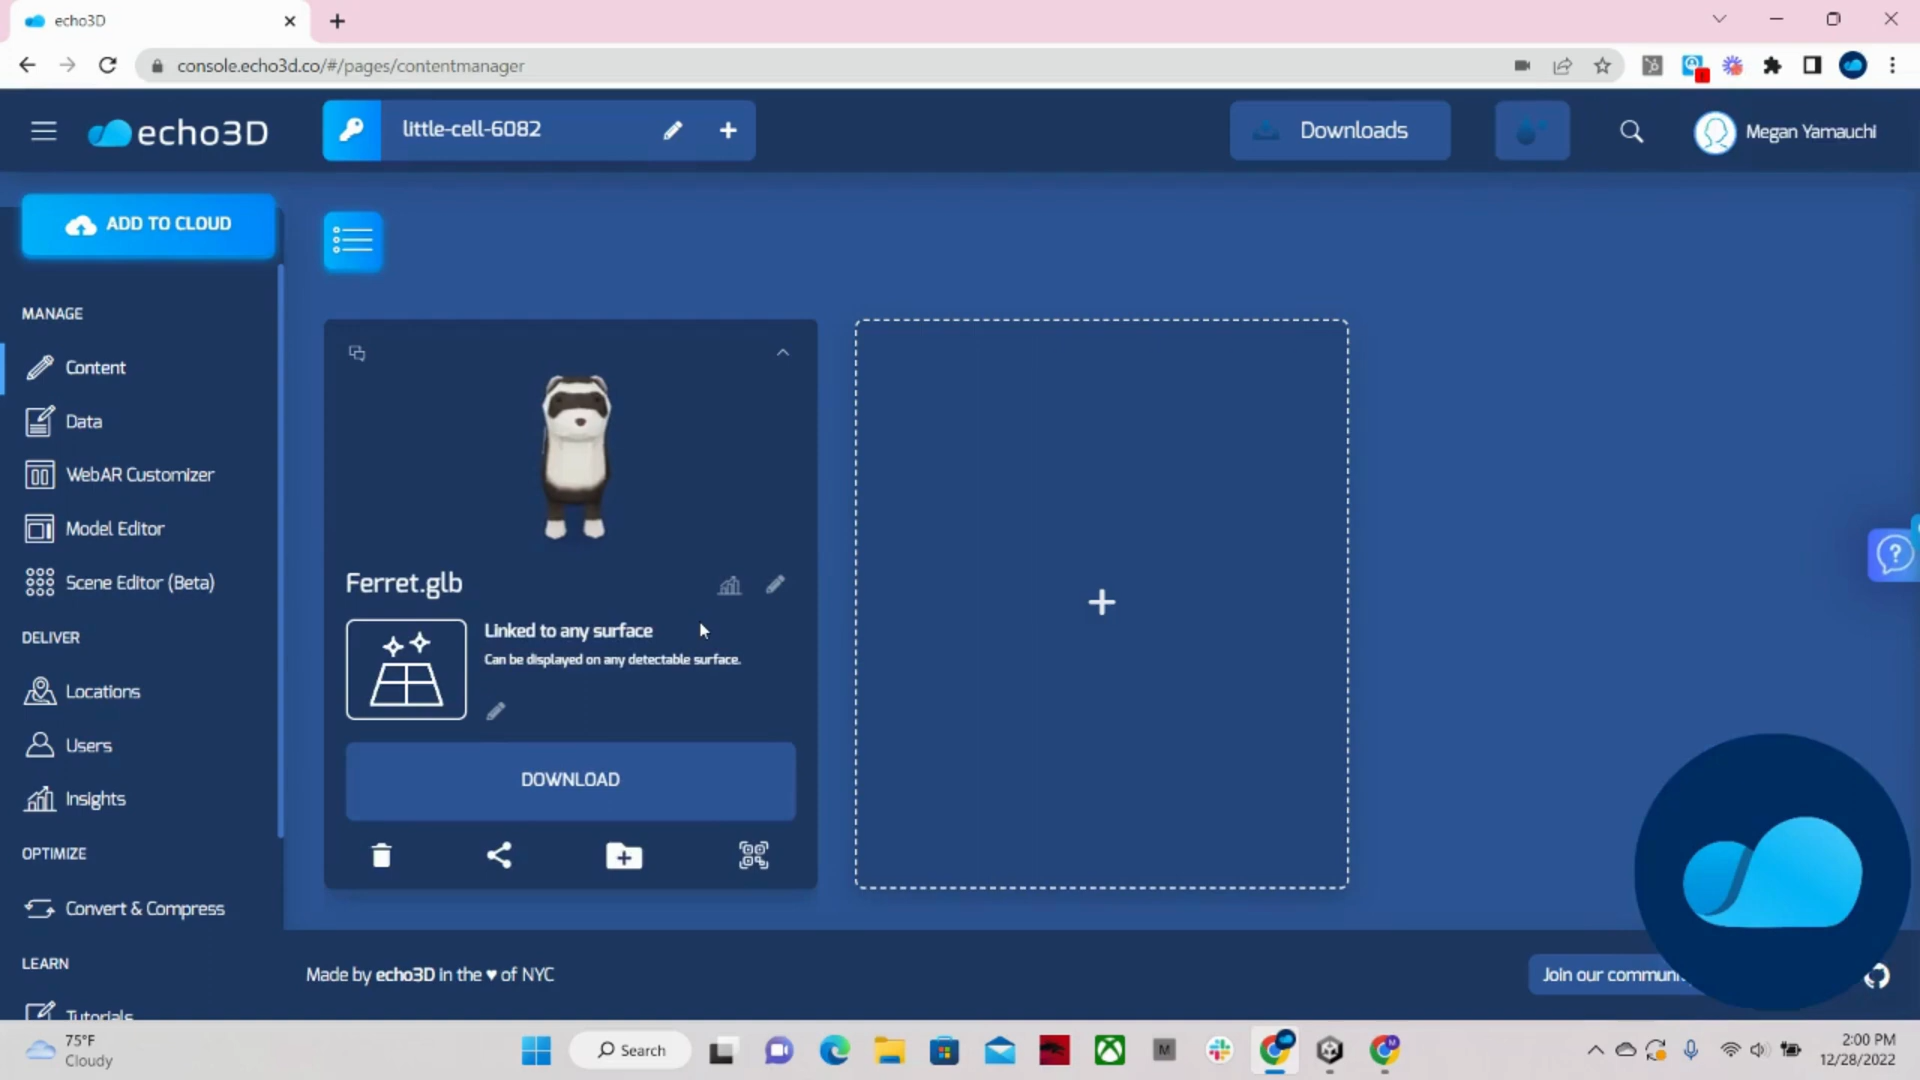 echo3D
console.echo3d.co/#/pages/contentmanager
echo3D
little-cell-6082
Downloads
Megan Yamauchi
ADD TO CLOUD
MANAGE
Content
Data
WebAR Customizer
Model Editor
Scene Editor (Beta)
DELIVER
Locations
Users
Insights
OPTIMIZE
Convert & Compress
LEARN
Tutorials
Ferret.glb
Linked to any surface
Can be displayed on any detectable surface.
DOWNLOAD
Made by echo3D in the ♥ of NYC
Join our
75°F
Cloudy
Search
M
2:00 PM
12/28/2022